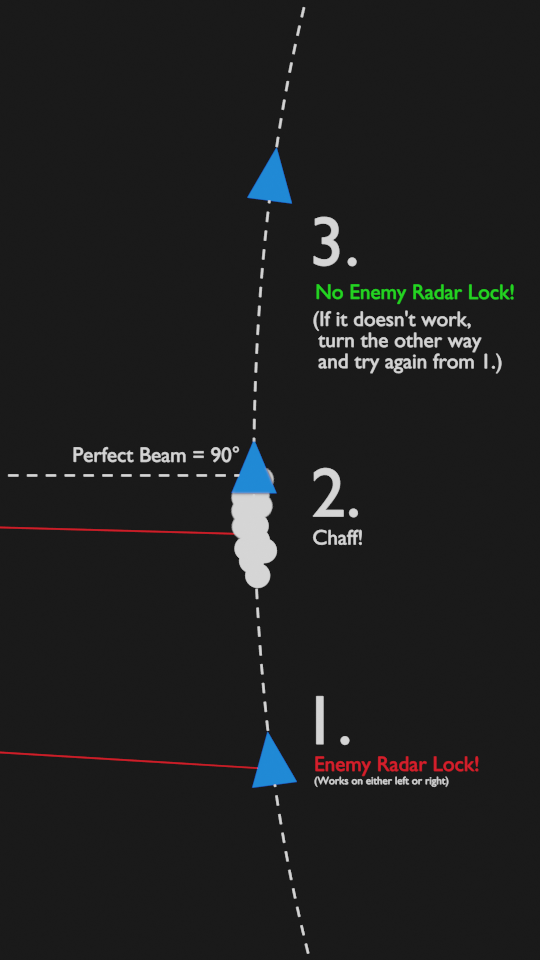 3.
No Enemy Radar Lock!
(If it doesn't work,
turn the other way
and try again from 1.)
Perfect Beam = 90°
2.
Chaff!
1.
Enemy Radar Lock!
(Works on either left or right)